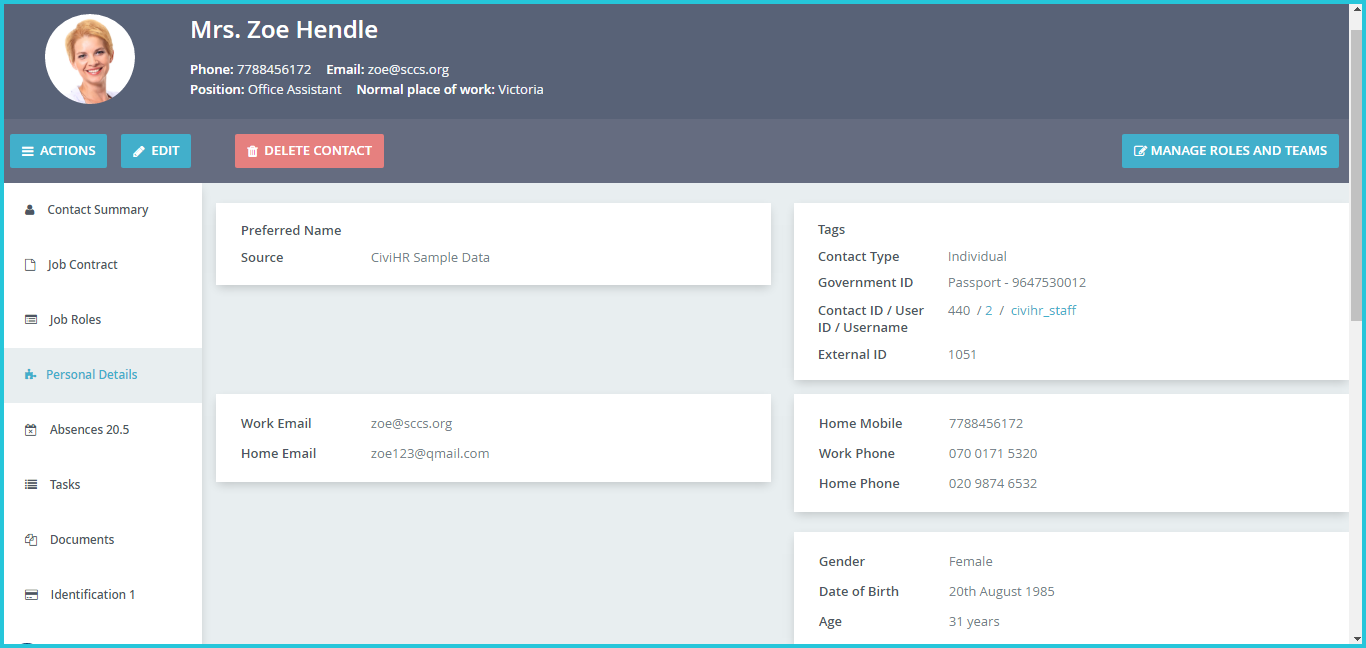 Mrs. Zoe Hendle
Phone: 7788456172 Email: zoe@sccs.org
Position: Office Assistant Normal place of work: Victoria
ACTIONS
EDIT
DELETE CONTACT
MANAGE ROLES AND TEAMS
Contact Summary
Job Contract
Job Roles
Personal Details
Absences 20.5
Tasks
Documents
Identification 1
Preferred Name
Source CiviHR Sample Data
Tags
Contact Type Individual
Government ID Passport - 9647530012
Contact ID / User 440 / 2 / civihr_staff
ID / Username
External ID 1051
Work Email zoe@sccs.org
Home Email zoe123@qmail.com
Home Mobile 7788456172
Work Phone 070 0171 5320
Home Phone 020 9874 6532
Gender Female
Date of Birth 20th August 1985
Age 31 years